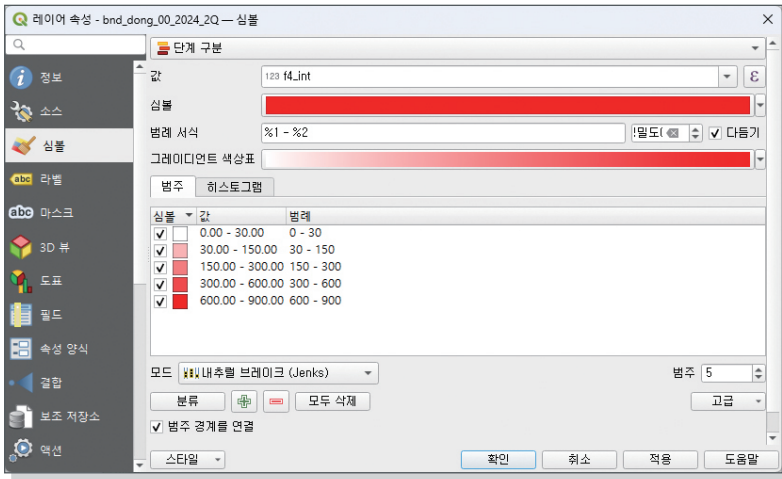 레이어 속성 - bnd_dong_00_2024_2Q — 심볼
정보
소스
심볼
abc 라벨
abc 마스크
3D 뷰
도표
필드
속성 양식
결합
보조 저장소
액션
단계 구분
값 123 f4_int ε
심볼
범례 서식 %1 - %2 다듬기
그레이디언트 색상표
범주 히스토그램
심볼 값 범례
0.00 - 30.00 0 - 30
30.00 - 150.00 30 - 150
150.00 - 300.00 150 - 300
300.00 - 600.00 300 - 600
600.00 - 900.00 600 - 900
모드 내추럴 브레이크 (Jenks) 범주 5
분류 모두 삭제 고급
범주 경계를 연결
스타일 확인 취소 적용 도움말